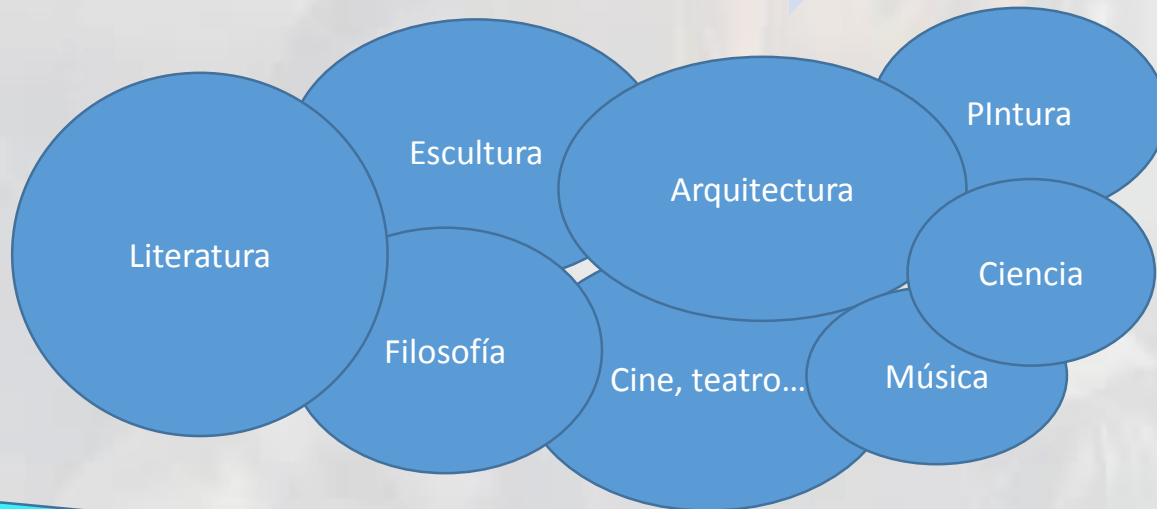 PIntura
Escultura
Arquitectura
Literatura
Ciencia
Filosofía
Cine, teatro...
Música